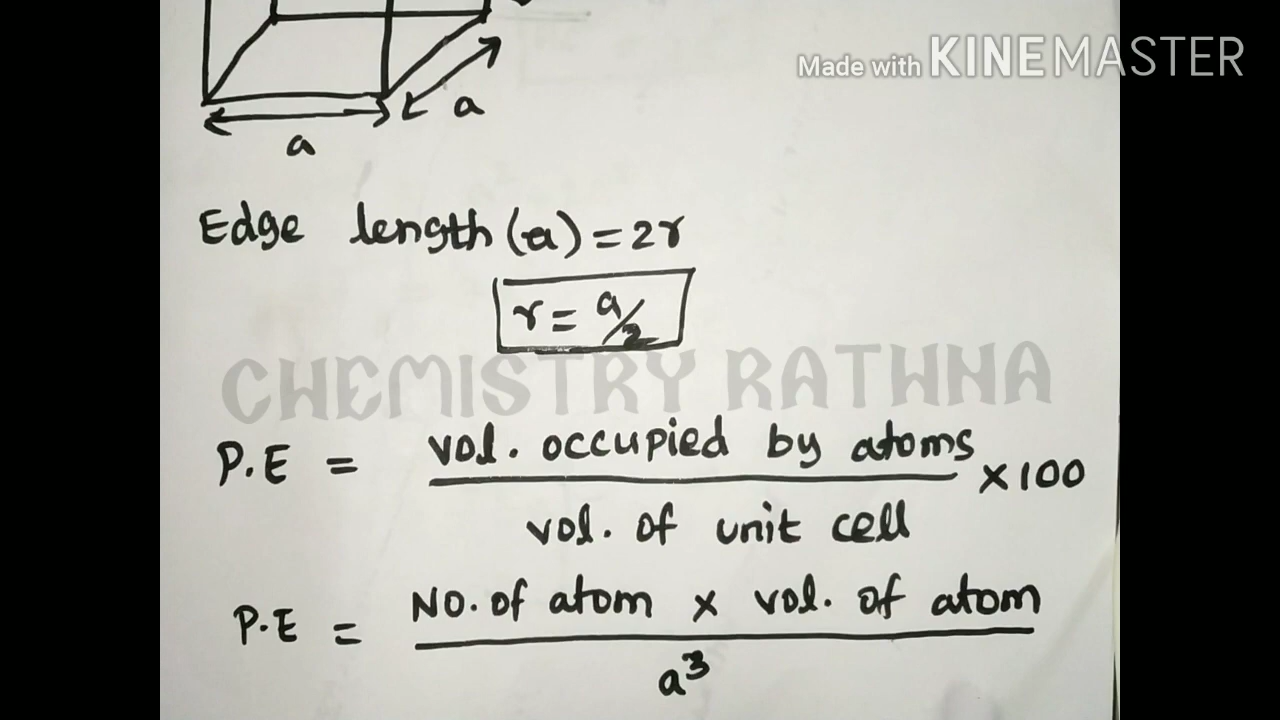 Made with KINEMASTER
a
a
Edge length (a) = 2r
r = a/2
CHEMISTRY RATHNA
P.E = vol. occupied by atoms × 100
vol. of unit cell
P.E = No. of atom × vol. of atom
a³